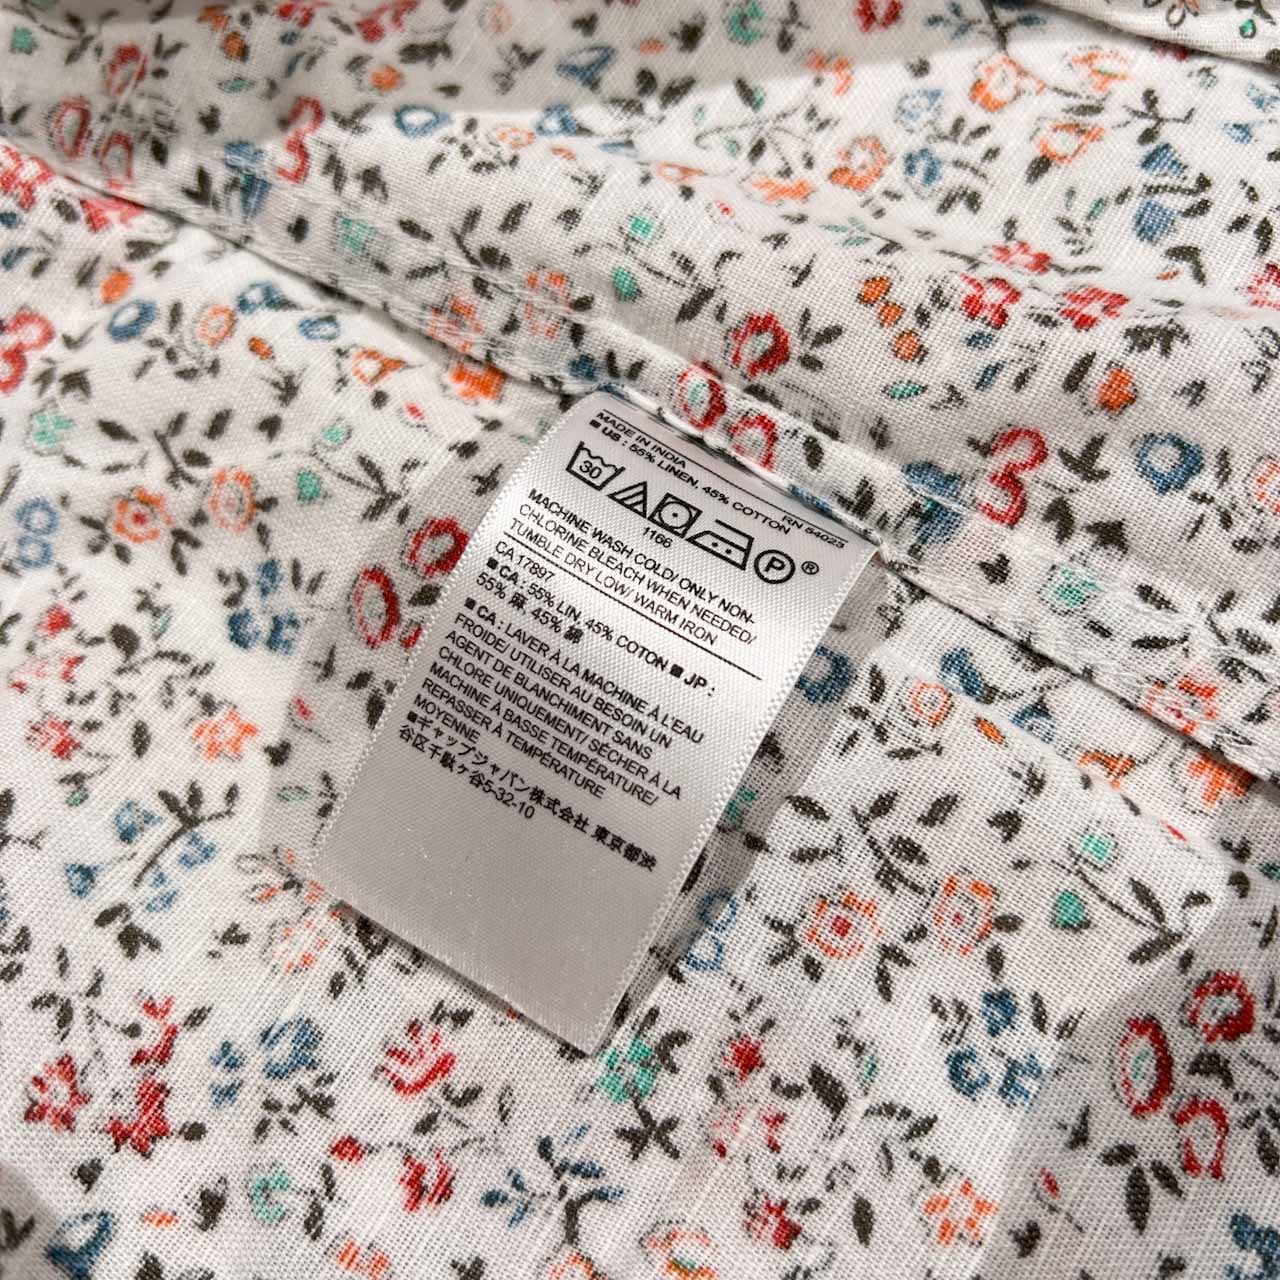 MADE IN INDIA
RN 54023
■ US : 55% LINEN, 45% COTTON
30
P ®
1166
MACHINE WASH COLD/ ONLY NON-
CHLORINE BLEACH WHEN NEEDED/
TUMBLE DRY LOW/ WARM IRON
CA 17897
■ CA : 55% LIN, 45% COTON ■ JP :
55% 麻, 45% 綿
■ CA : LAVER À LA MACHINE À L'EAU
FROIDE/ UTILISER AU BESOIN UN
AGENT DE BLANCHIMENT SANS
CHLORE UNIQUEMENT/ SÉCHER À LA
MACHINE À BASSE TEMPÉRATURE/
REPASSER À TEMPÉRATURE
MOYENNE
■ギャップジャパン株式会社 東京都渋
谷区千駄ヶ谷5-32-10